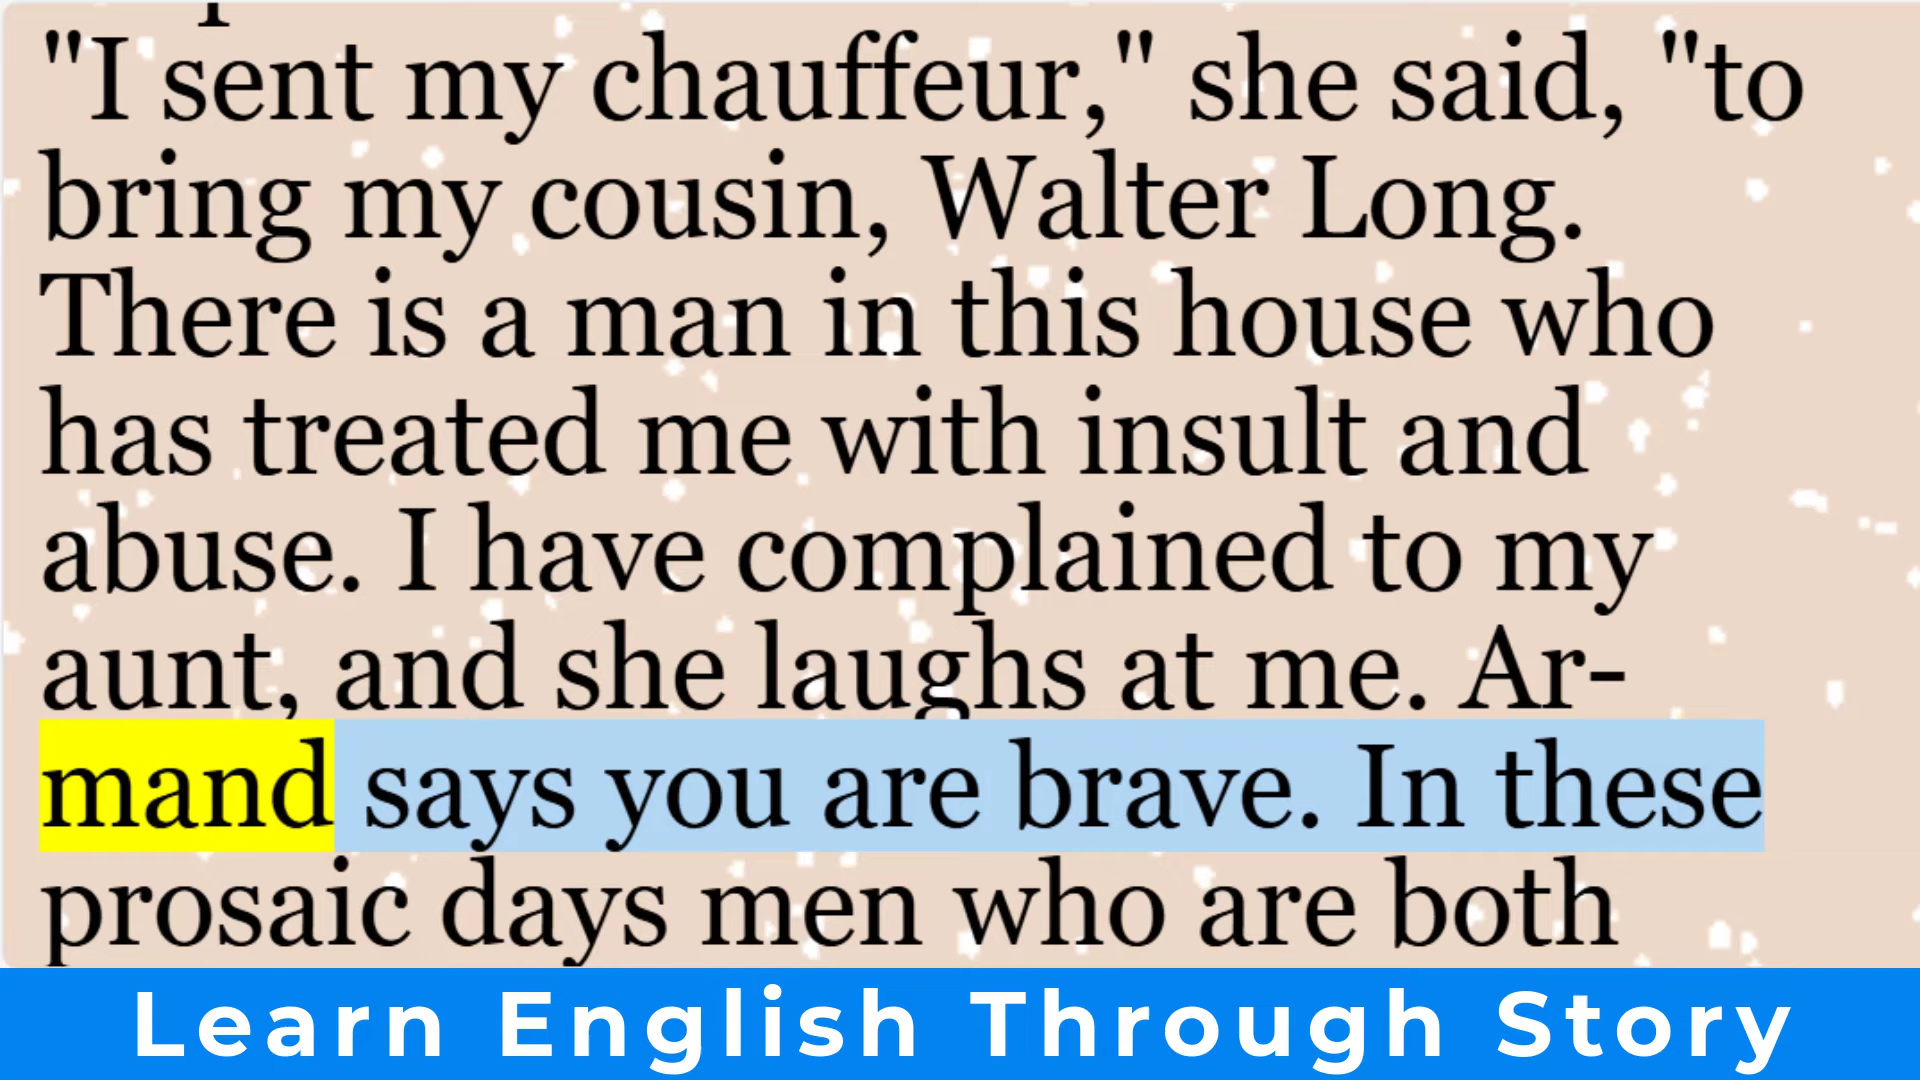 "I sent my chauffeur," she said, "to
bring my cousin, Walter Long.
There is a man in this house who
has treated me with insult and
abuse. I have complained to my
aunt, and she laughs at me. Ar-
mand says you are brave. In these
prosaic days men who are both
Learn English Through Story